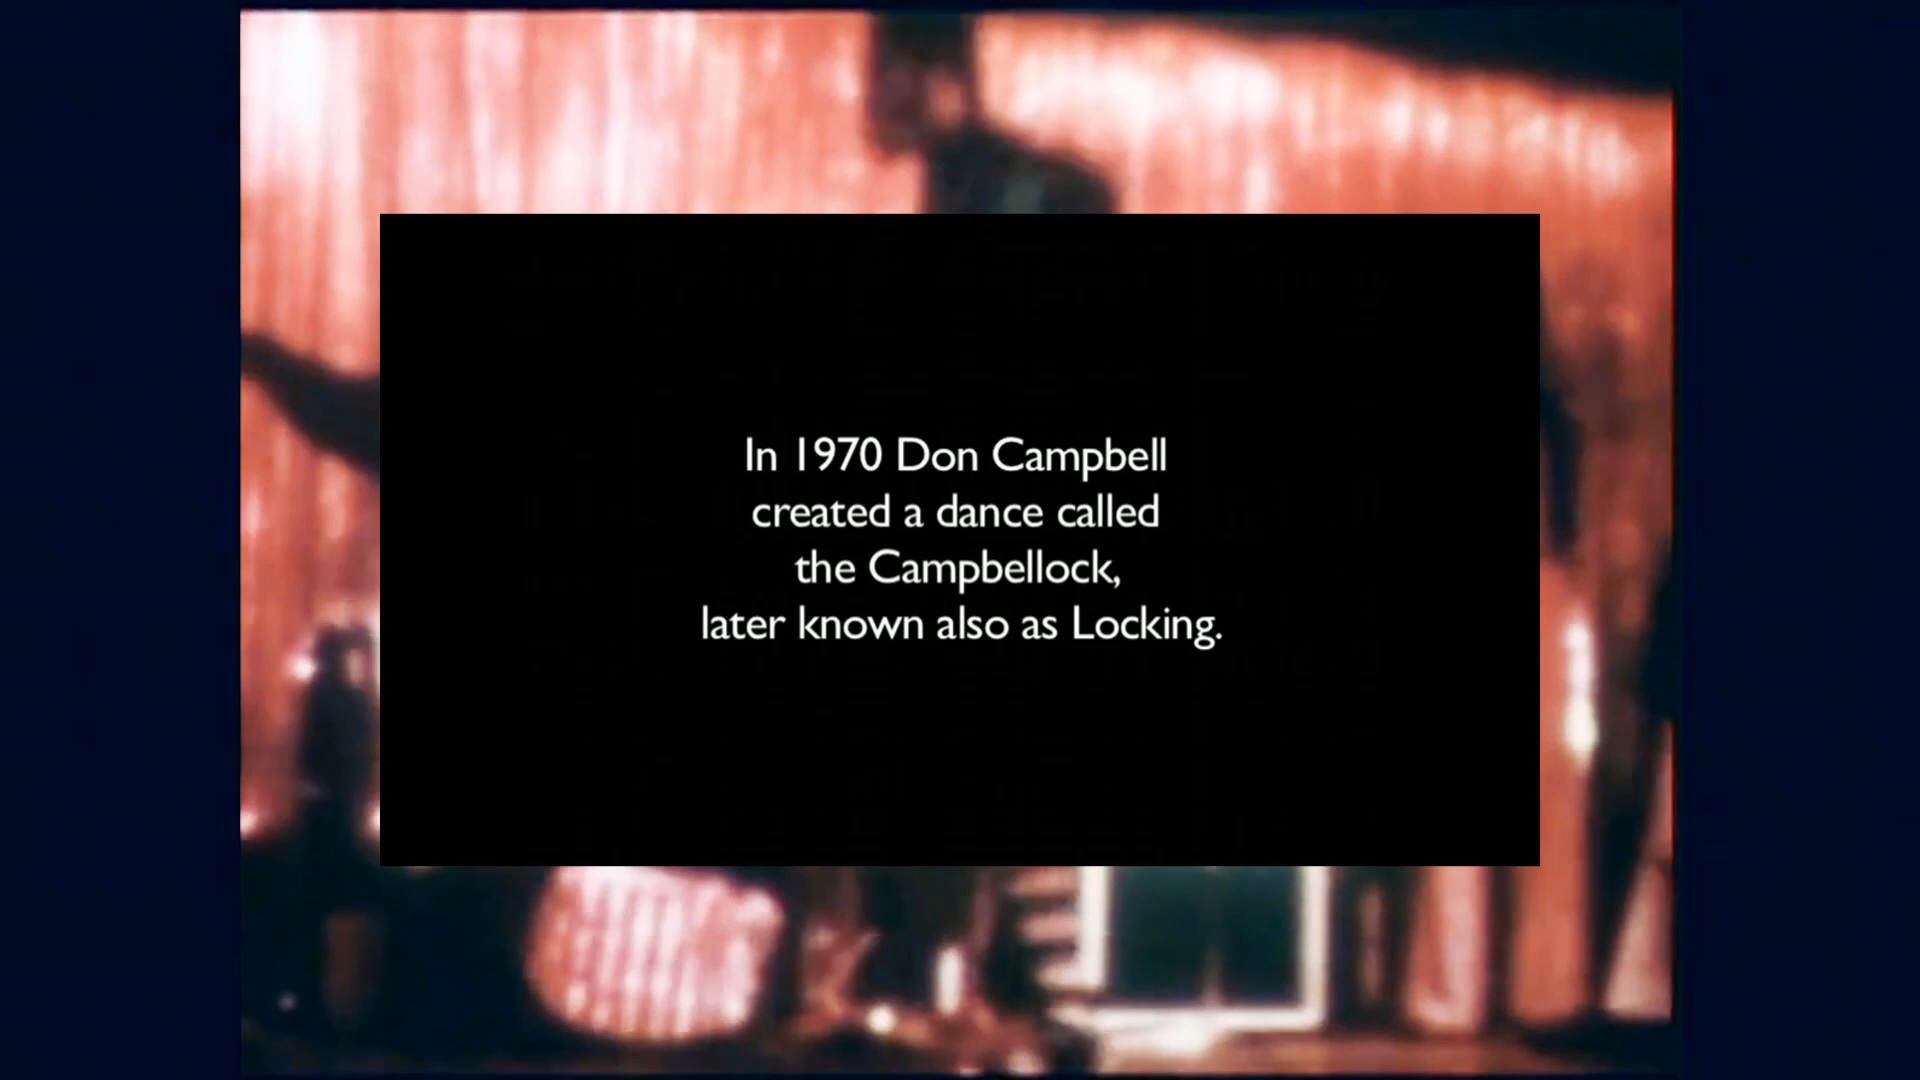 In 1970 Don Campbell
created a dance called
the Campbellock,
later known also as Locking.